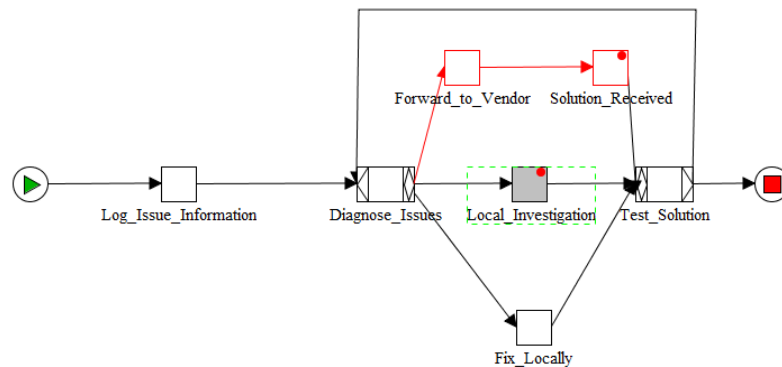 Forward_to_Vendor
Solution_Received
Log_Issue_Information
Diagnose_Issues
Local_Investigation
Test_Solution
Fix_Locally